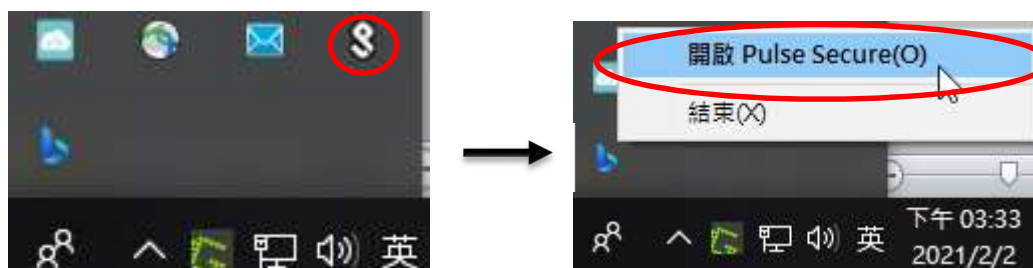 英
開啟 Pulse Secure(O)
結束(X)
英
下午 03:33
2021/2/2